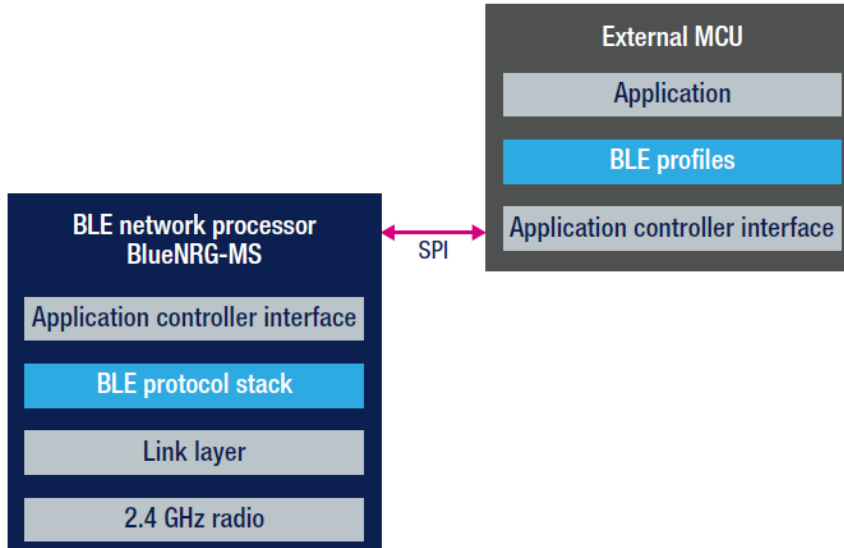 External MCU
Application
BLE profiles
Application controller interface
BLE network processor
BlueNRG-MS
SPI
Application controller interface
BLE protocol stack
Link layer
2.4 GHz radio